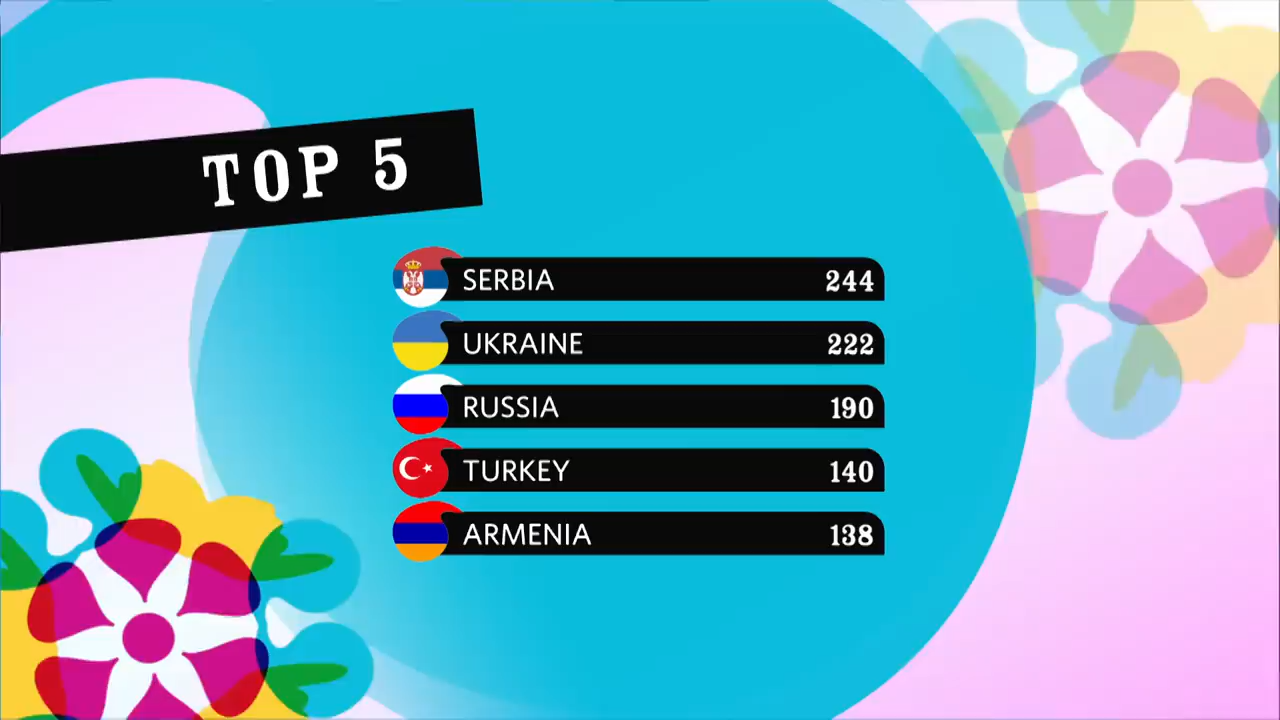 TOP 5
SERBIA 244
UKRAINE 222
RUSSIA 190
TURKEY 140
ARMENIA 138